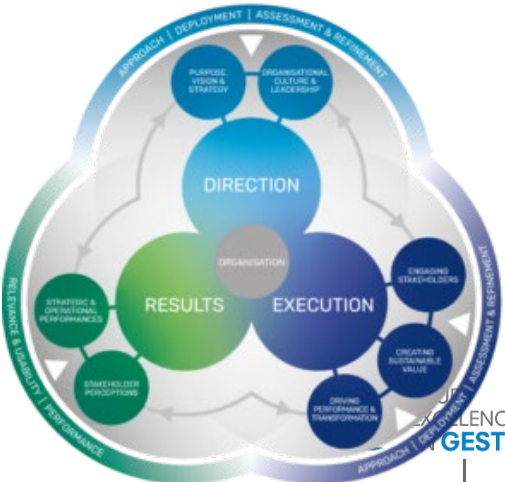 APPROACH | DEPLOYMENT | ASSESSMENT & REFINEMENT
PURPOSE,
VISION &
STRATEGY
ORGANISATIONAL
CULTURE &
LEADERSHIP
DIRECTION
ORGANISATION
RESULTS
EXECUTION
STRATEGIC &
OPERATIONAL
PERFORMANCES
STAKEHOLDER
PERCEPTIONS
ENGAGING
STAKEHOLDERS
CREATING
SUSTAINABLE
VALUE
DRIVING
PERFORMANCE &
TRANSFORMATION
RELEVANCE & USABILITY | PERFORMANCE
APPROACH | DEPLOYMENT | ASSESSMENT & REFINEMENT
GEST